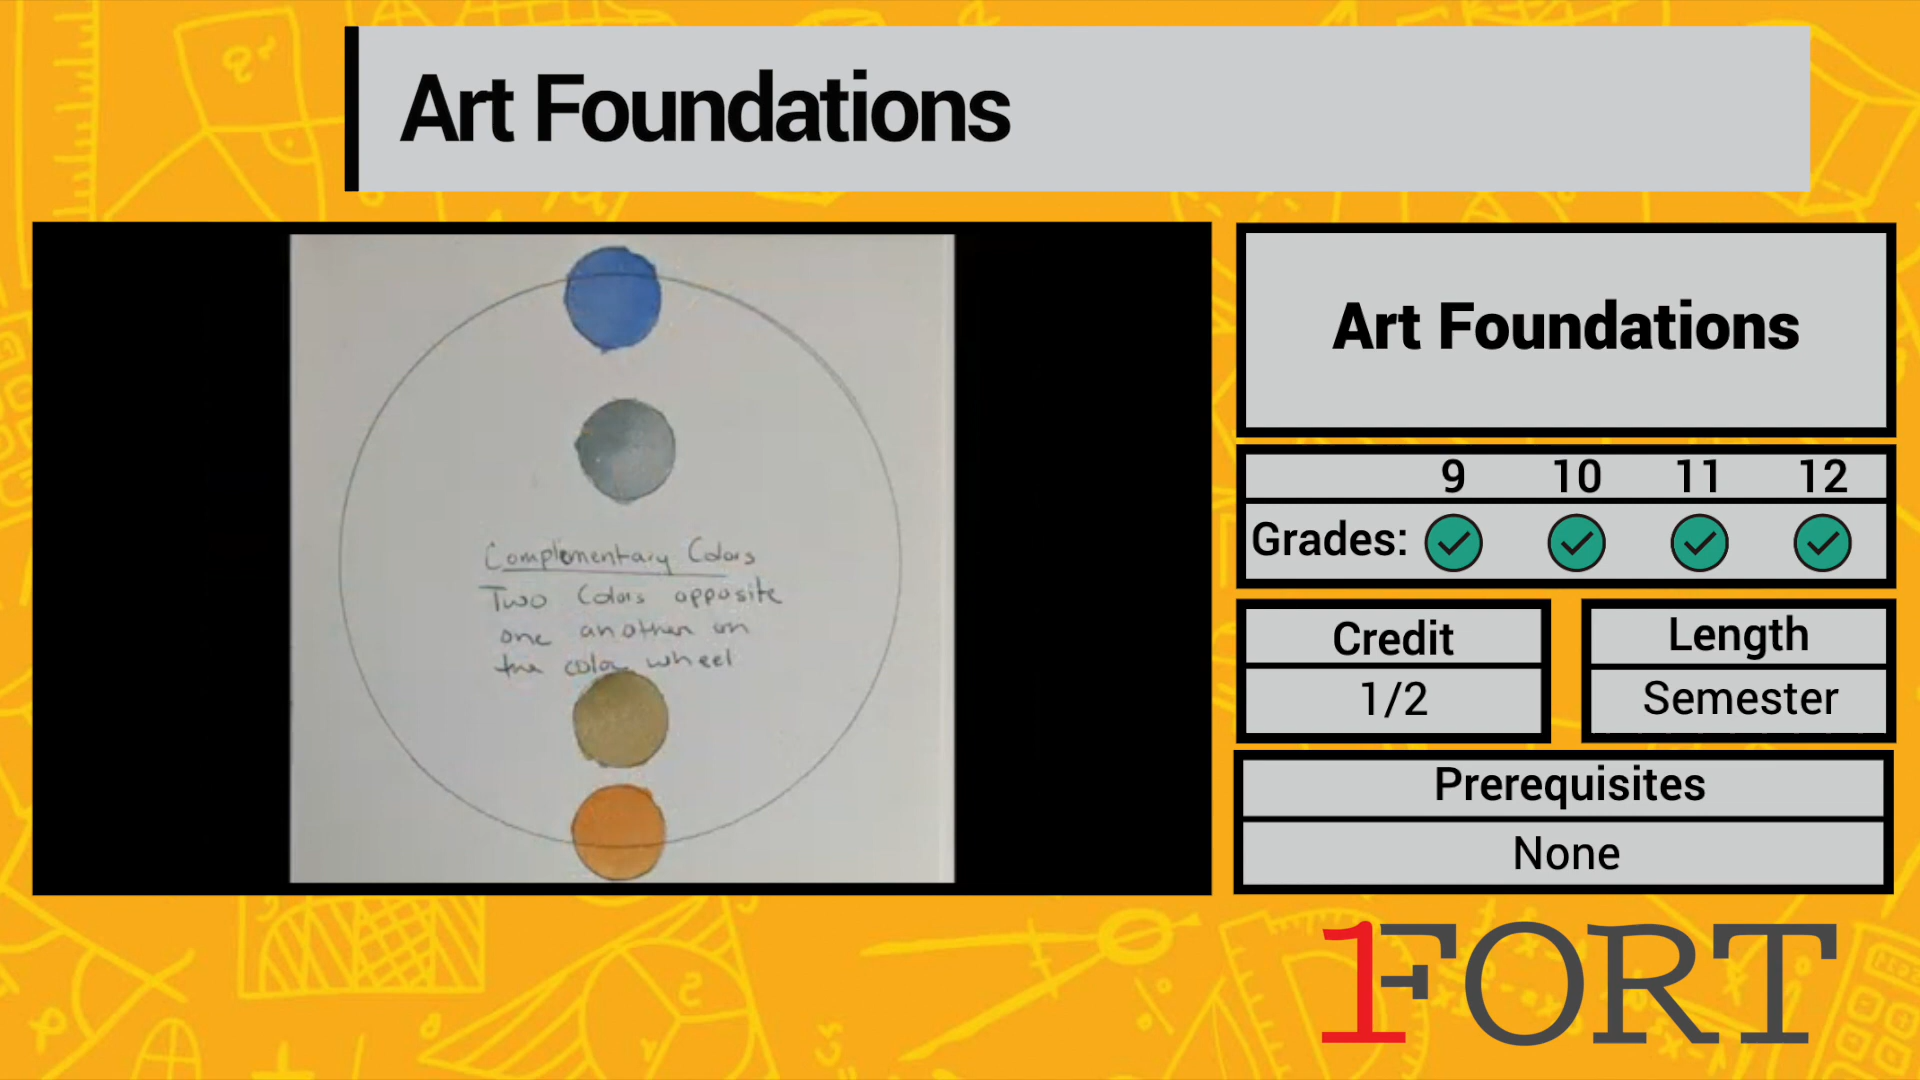 Art Foundations
Complementary Colors
Two Colors opposite
one another on
the color wheel
Art Foundations
9 10 11 12
Grades:
Credit
1/2
Length
Semester
Prerequisites
None
1FORT